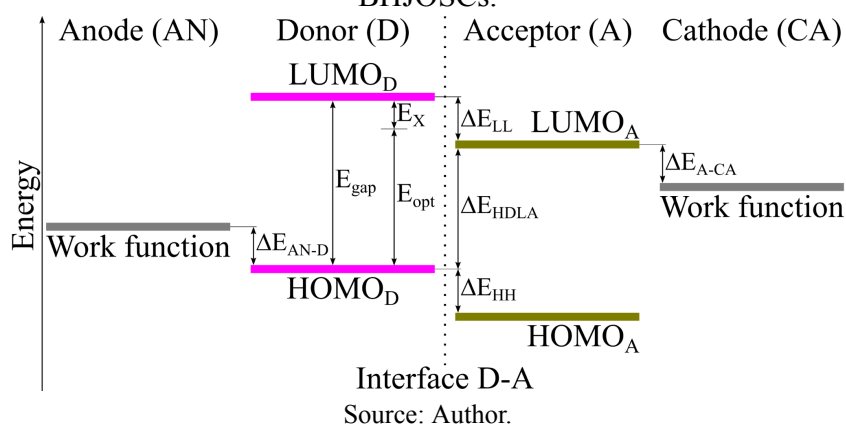 BHJOSCs.
Anode (AN) Donor (D) Acceptor (A) Cathode (CA)
LUMO_D
E_X
ΔE_LL
LUMO_A
ΔE_A-CA
E_gap
E_opt
Energy
ΔE_HDLA
Work function
Work function
ΔE_AN-D
HOMO_D
ΔE_HH
HOMO_A
Interface D-A
Source: Author.